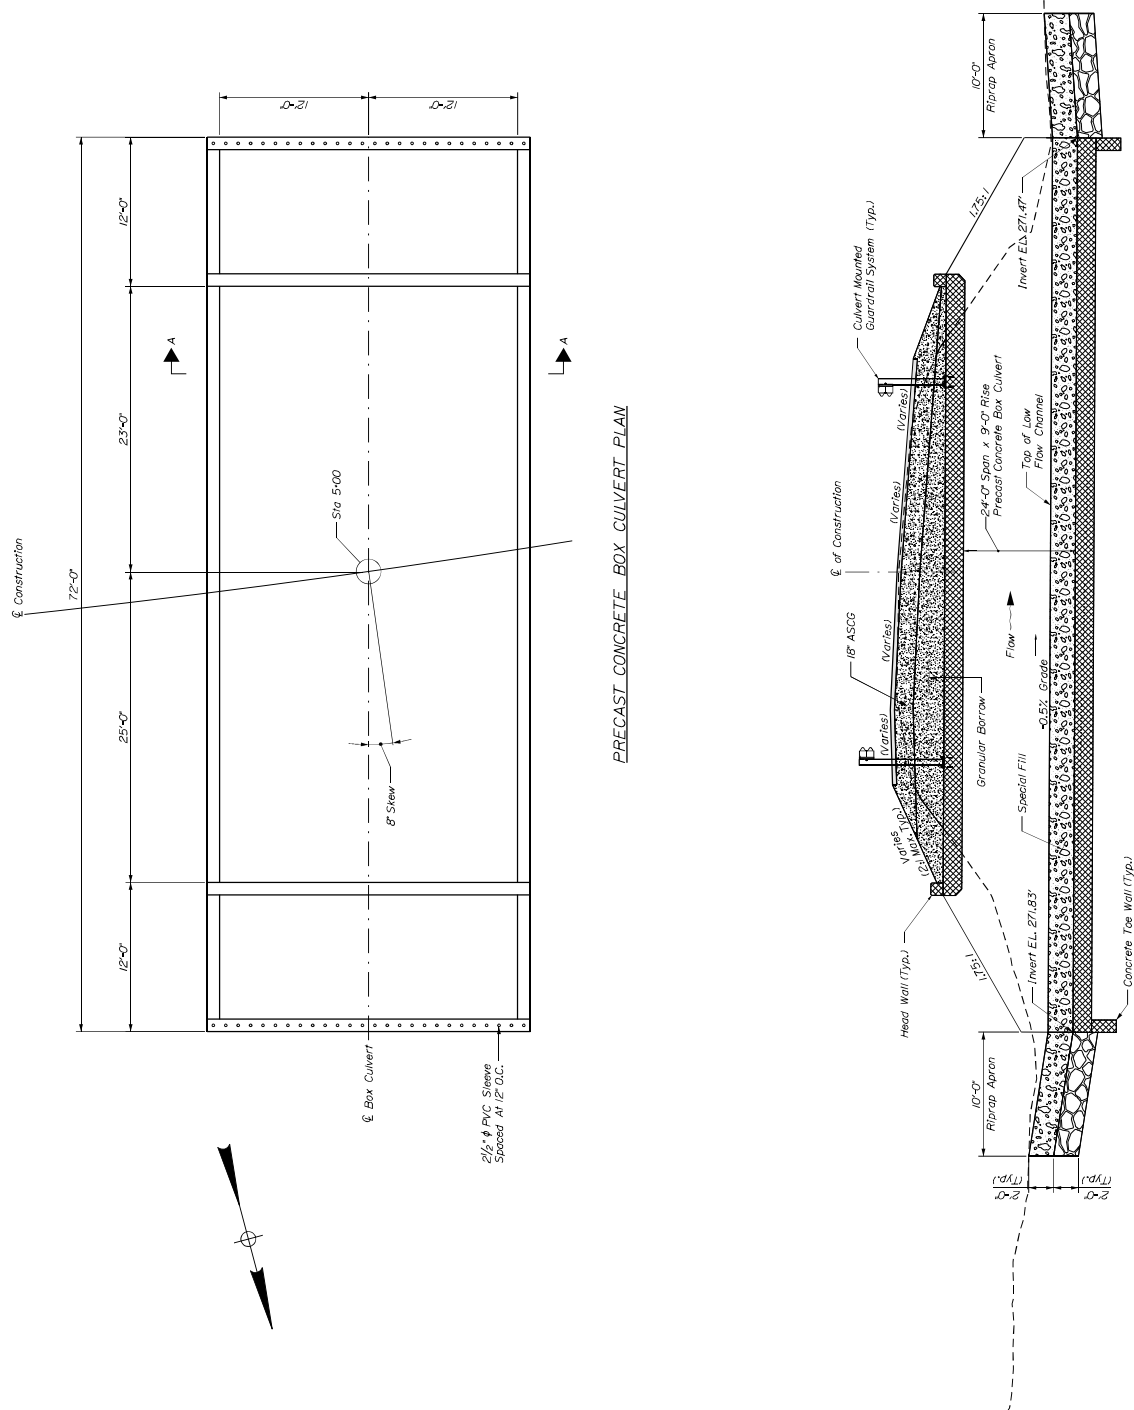 ℄ Construction
72'-0"
12'-0"
25'-0"
23'-0"
12'-0"
12'-0"
12'-0"
A
A
Sta 5+00
8° Skew
℄ Box Culvert
2½" φ PVC Sleeve
Spaced At 12" O.C.
PRECAST CONCRETE BOX CULVERT PLAN
10'-0"
Riprap Apron
2'-0"
(Typ.)
2'-0"
(Typ.)
Head Wall (Typ.)
1.75:1
Varies
(2:1 Max. Typ.)
(Varies)
(Varies)
(Varies)
(Varies)
18" ASCG
℄ of Construction
Culvert Mounted
Guardrail System (Typ.)
1.75:1
Granular Borrow
Flow
-0.5% Grade
24'-0" Span x 9'-0" Rise
Precast Concrete Box Culvert
Top of Low
Flow Channel
Special Fill
Invert EL. 271.83'
Invert EL. 271.47'
Concrete Toe Wall (Typ.)
10'-0"
Riprap Apron